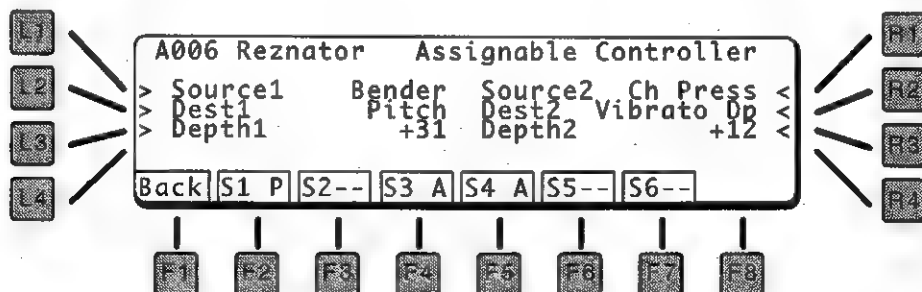 L1
R1
A006 Reznator Assignable Controller
L2
R2
> Source1 Bender Source2 Ch Press <
> Dest1 Pitch Dest2 Vibrato Dp <
> Depth1 +31 Depth2 +12 <
L3
R3
L4
R4
Back S1 P S2-- S3 A S4 A S5-- S6--
F1 F2 F3 F4 F5 F6 F7 F8